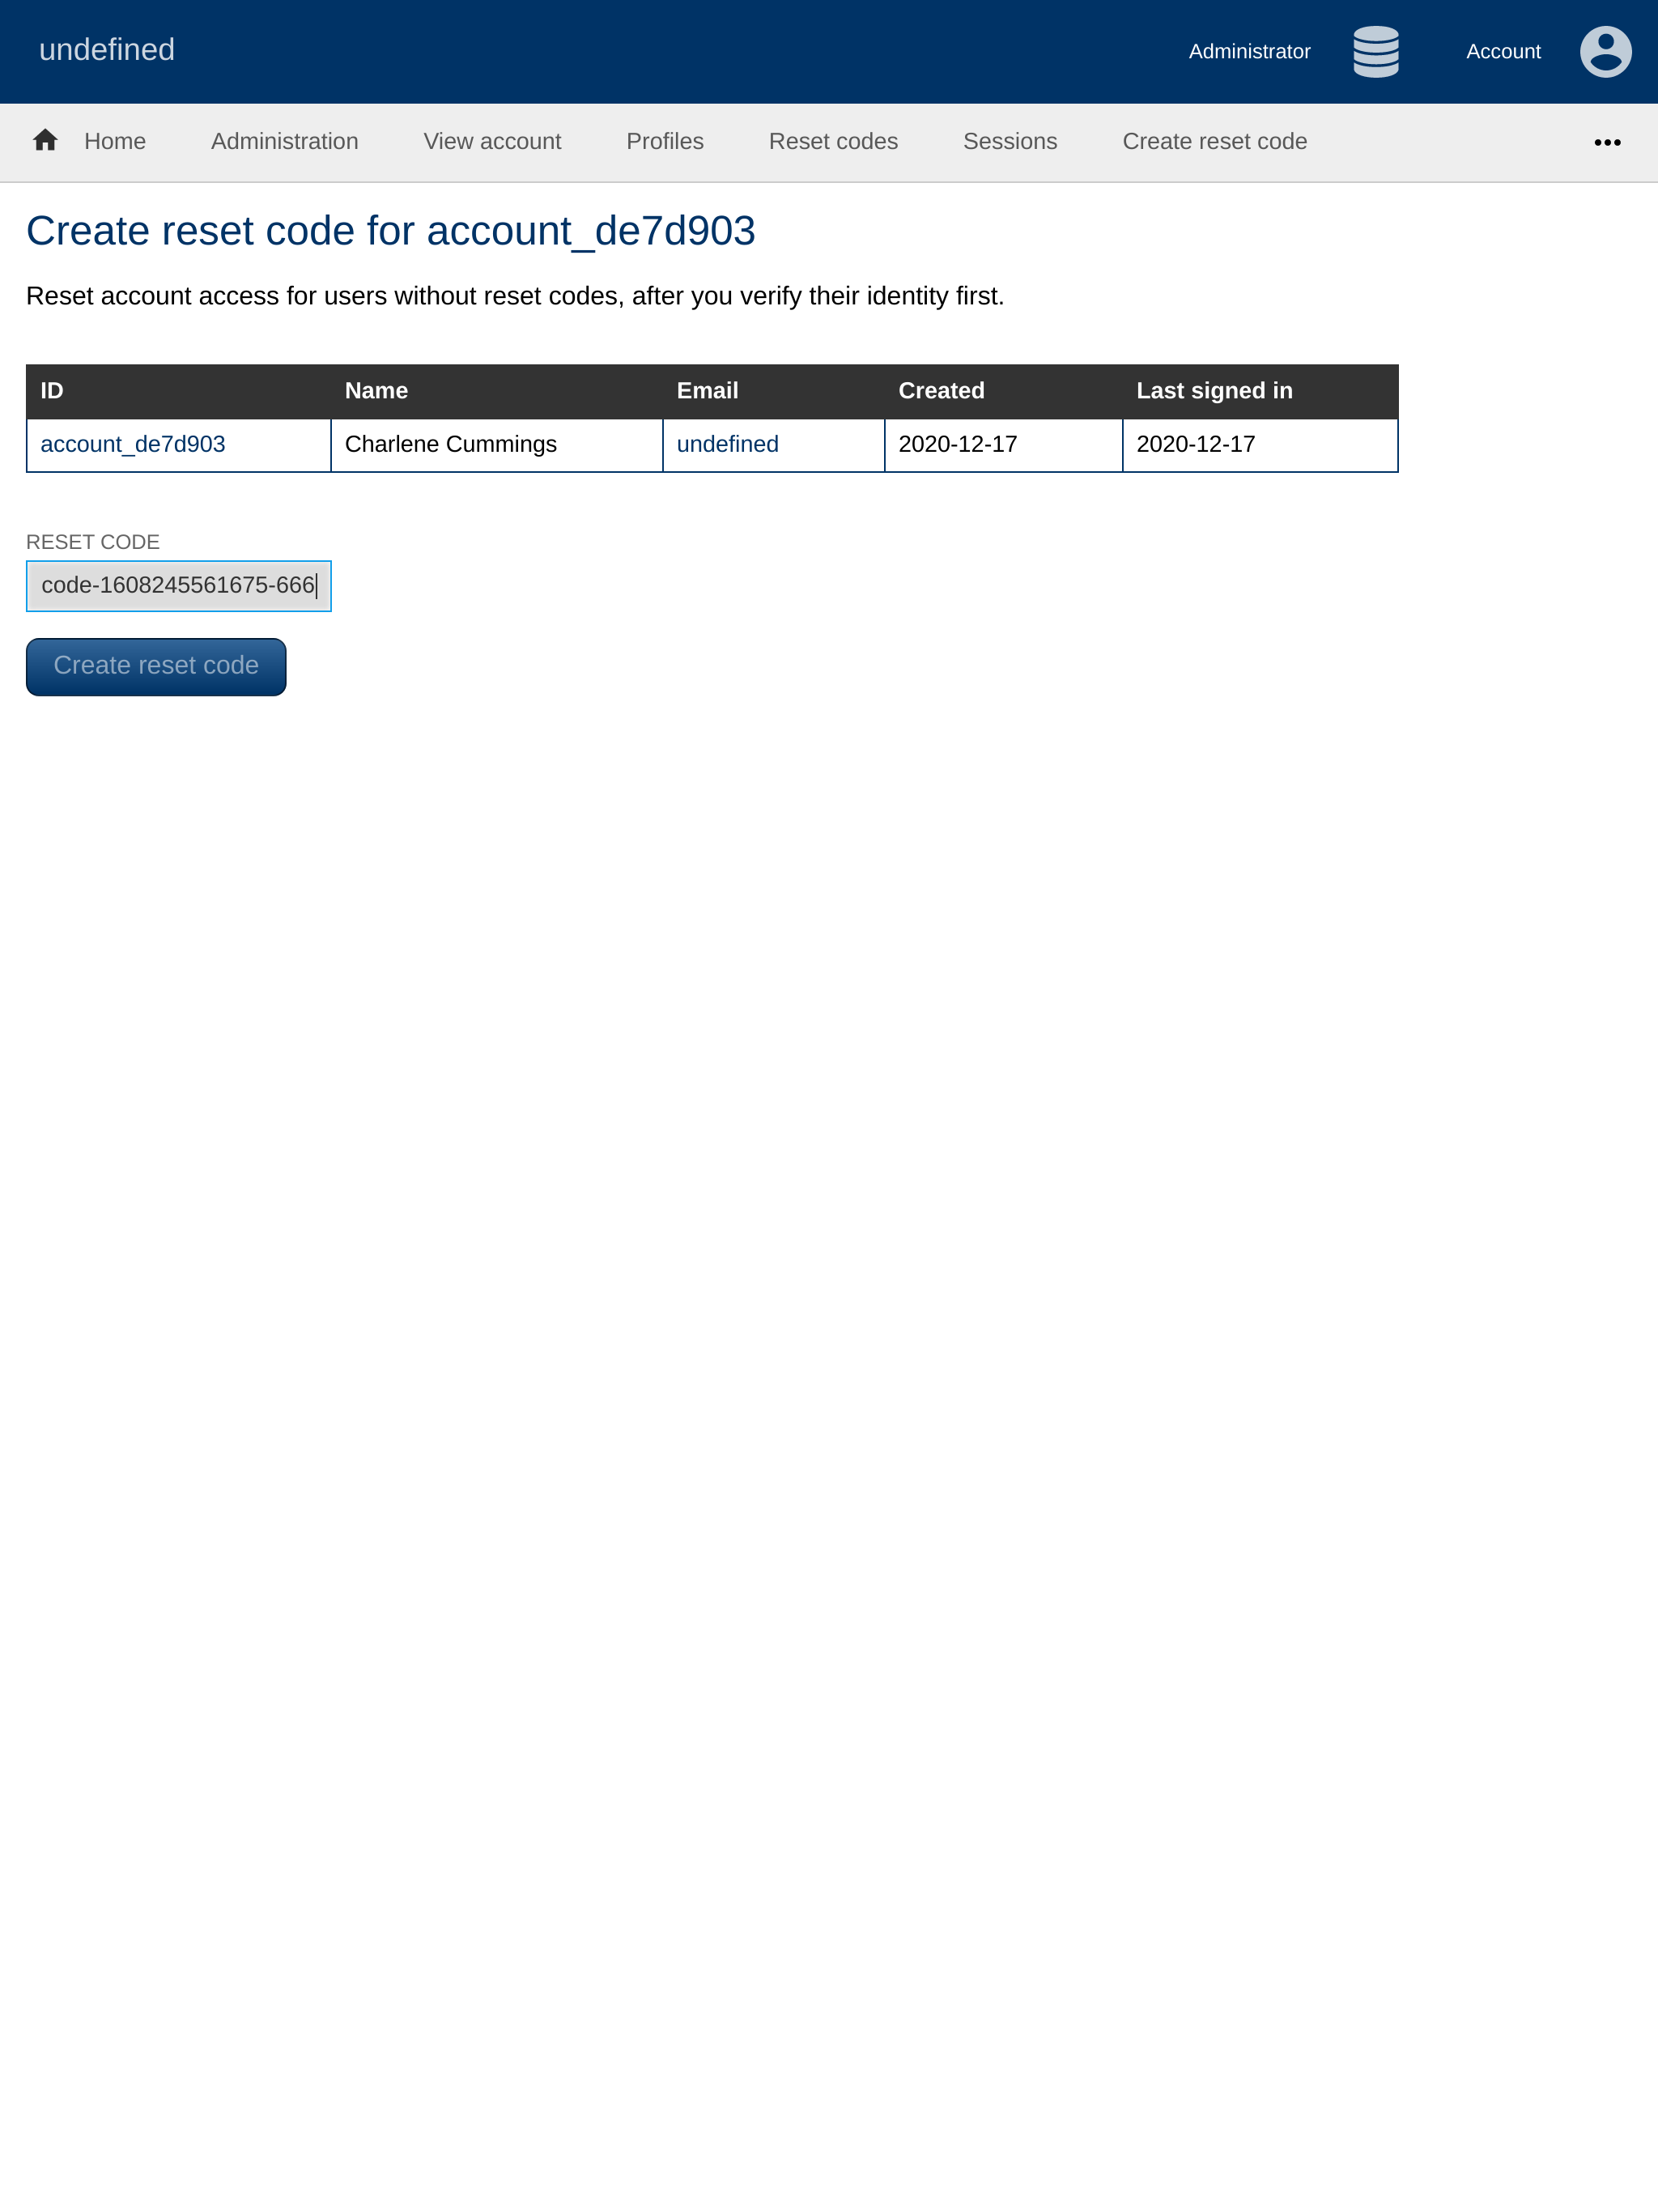 undefined Administrator Account
Home Administration View account Profiles Reset codes Sessions Create reset code
Create reset code for account_de7d903
Reset account access for users without reset codes, after you verify their identity first.
ID Name Email Created Last signed in
account_de7d903 Charlene Cummings undefined 2020-12-17 2020-12-17
RESET CODE
code-1608245561675-666
Create reset code